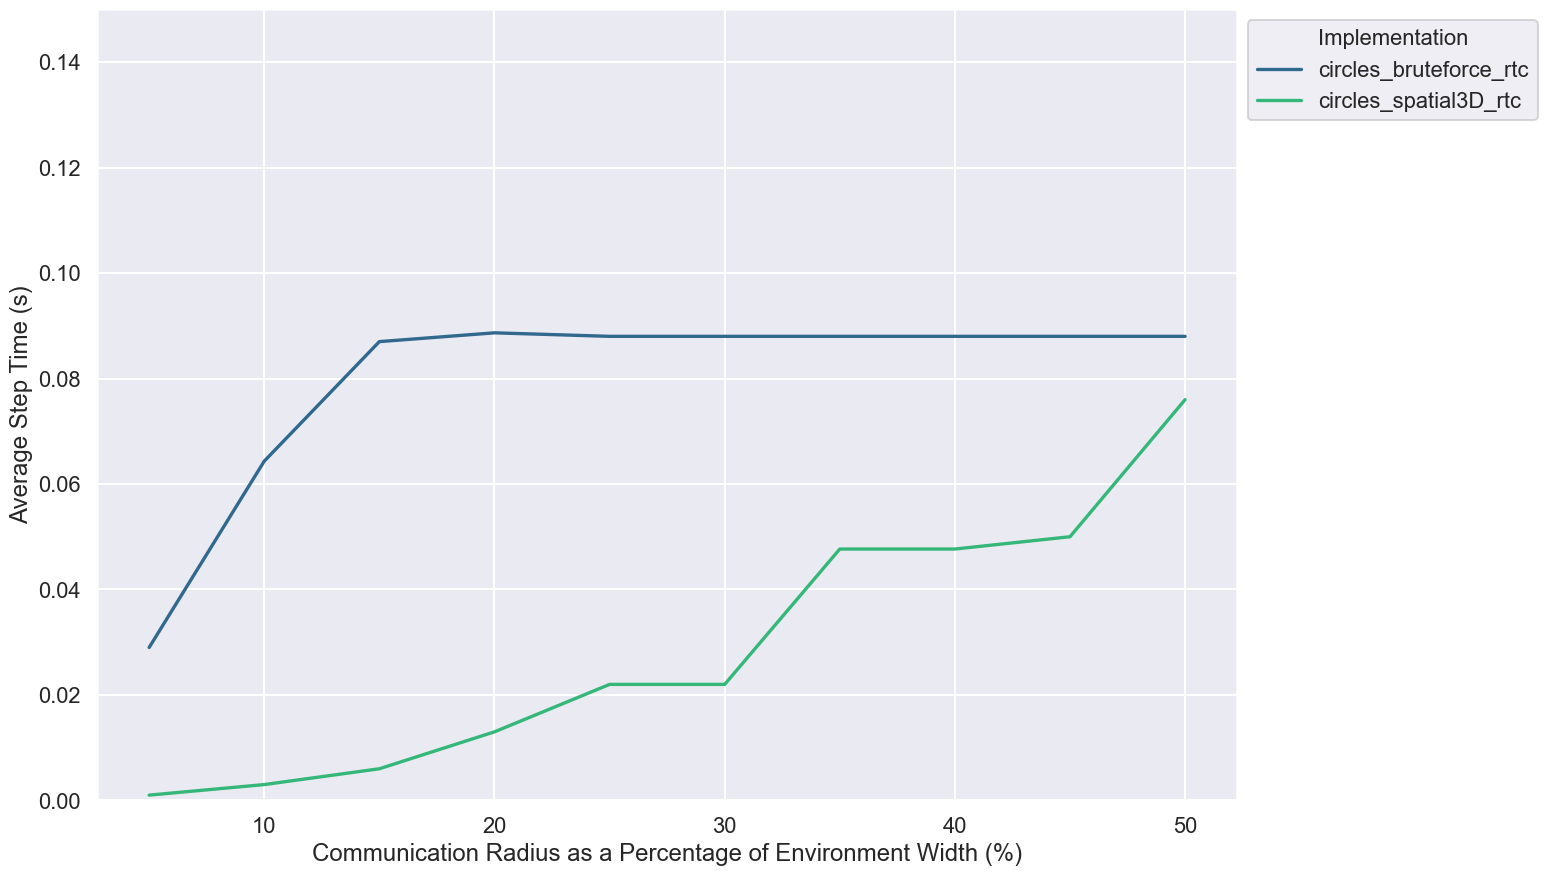 Implementation
circles_bruteforce_rtc
circles_spatial3D_rtc
Average Step Time (s)
0.14
0.12
0.10
0.08
0.06
0.04
0.02
0.00
10 20 30 40 50
Communication Radius as a Percentage of Environment Width (%)